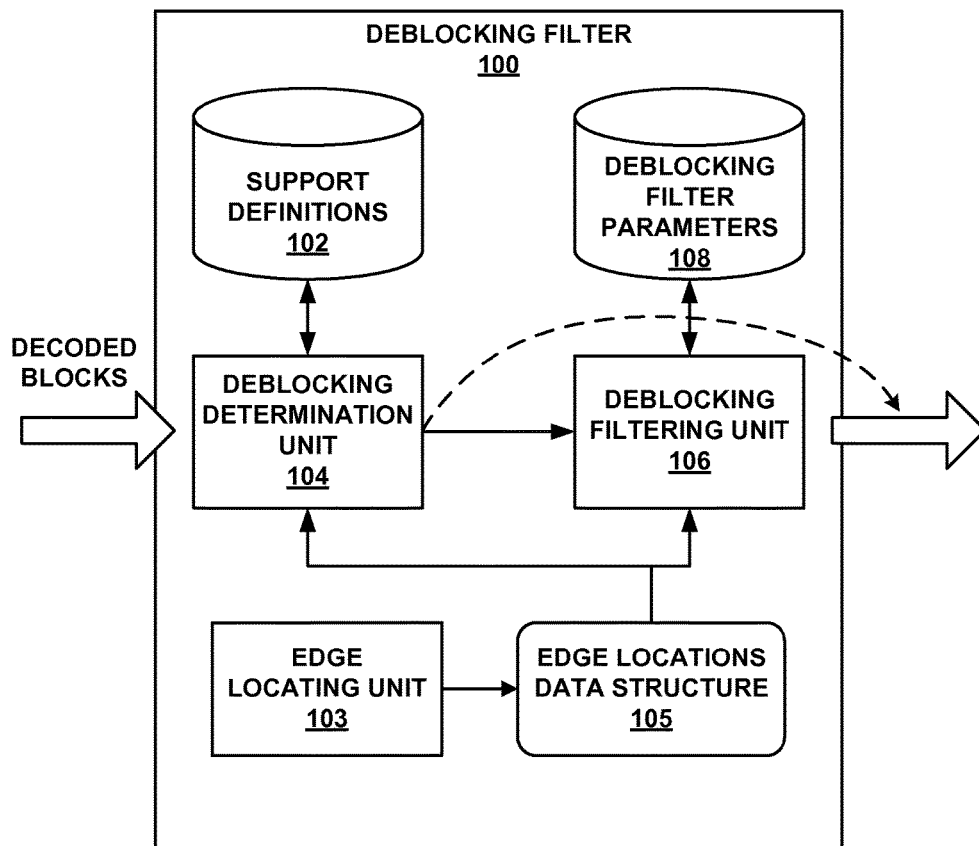 DEBLOCKING FILTER
100
SUPPORT
DEFINITIONS
102
DEBLOCKING
FILTER
PARAMETERS
108
DECODED
BLOCKS
DEBLOCKING
DETERMINATION
UNIT
104
DEBLOCKING
FILTERING UNIT
106
EDGE
LOCATING UNIT
103
EDGE LOCATIONS
DATA STRUCTURE
105